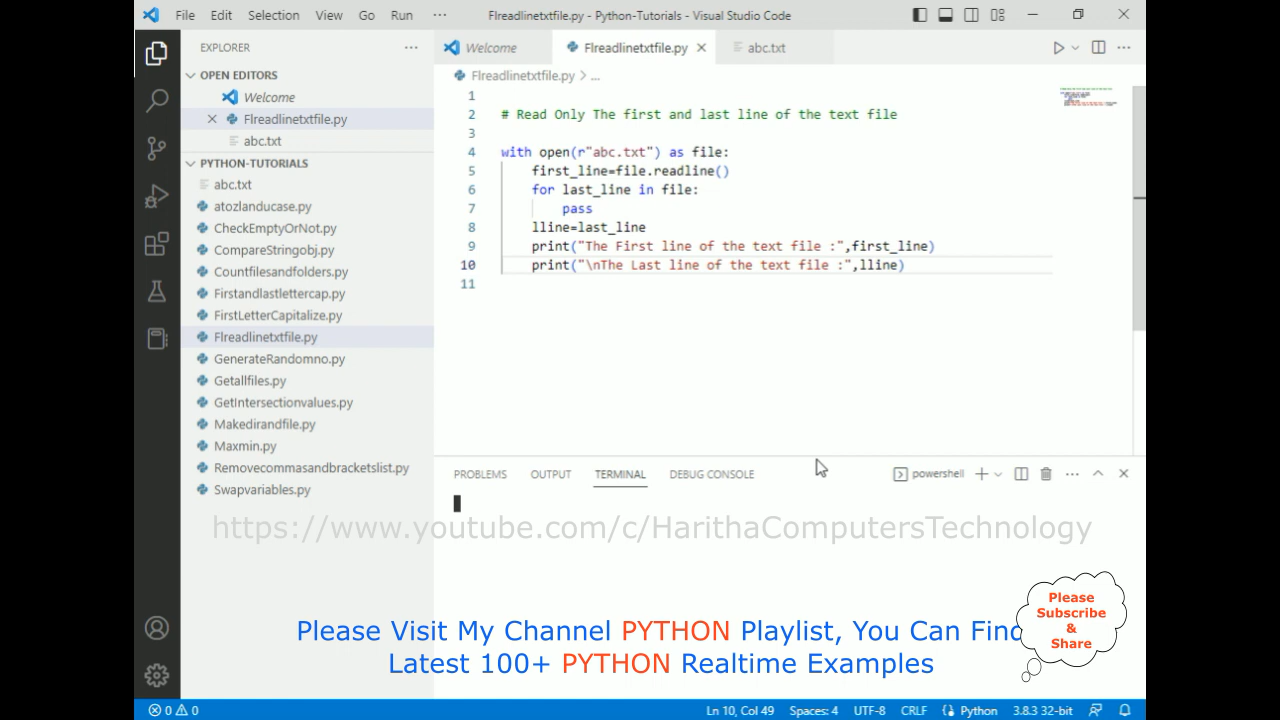 File Edit Selection View Go Run ··· Flreadlinetxtfile.py - Python-Tutorials - Visual Studio Code
EXPLORER ···
OPEN EDITORS
Welcome
Flreadlinetxtfile.py
abc.txt
PYTHON-TUTORIALS
abc.txt
atozlanducase.py
CheckEmptyOrNot.py
CompareStringobj.py
Countfilesandfolders.py
Firstandlastlettercap.py
FirstLetterCapitalize.py
Flreadlinetxtfile.py
GenerateRandomno.py
Getallfiles.py
GetIntersectionvalues.py
Makedirandfile.py
Maxmin.py
Removecommasandbracketslist.py
Swapvariables.py
Welcome Flreadlinetxtfile.py abc.txt
Flreadlinetxtfile.py > ...
1
2 # Read Only The first and last line of the text file
3
4 with open(r"abc.txt") as file:
5 first_line=file.readline()
6 for last_line in file:
7 pass
8 lline=last_line
9 print("The First line of the text file :",first_line)
10 print("\nThe Last line of the text file :",lline)
11
PROBLEMS OUTPUT TERMINAL DEBUG CONSOLE powershell
https://www.youtube.com/c/HarithaComputersTechnology
Please Visit My Channel PYTHON Playlist, You Can Find
Latest 100+ PYTHON Realtime Examples
Please
Subscribe
&
Share
0 0 Ln 10, Col 49 Spaces: 4 UTF-8 CRLF Python 3.8.3 32-bit